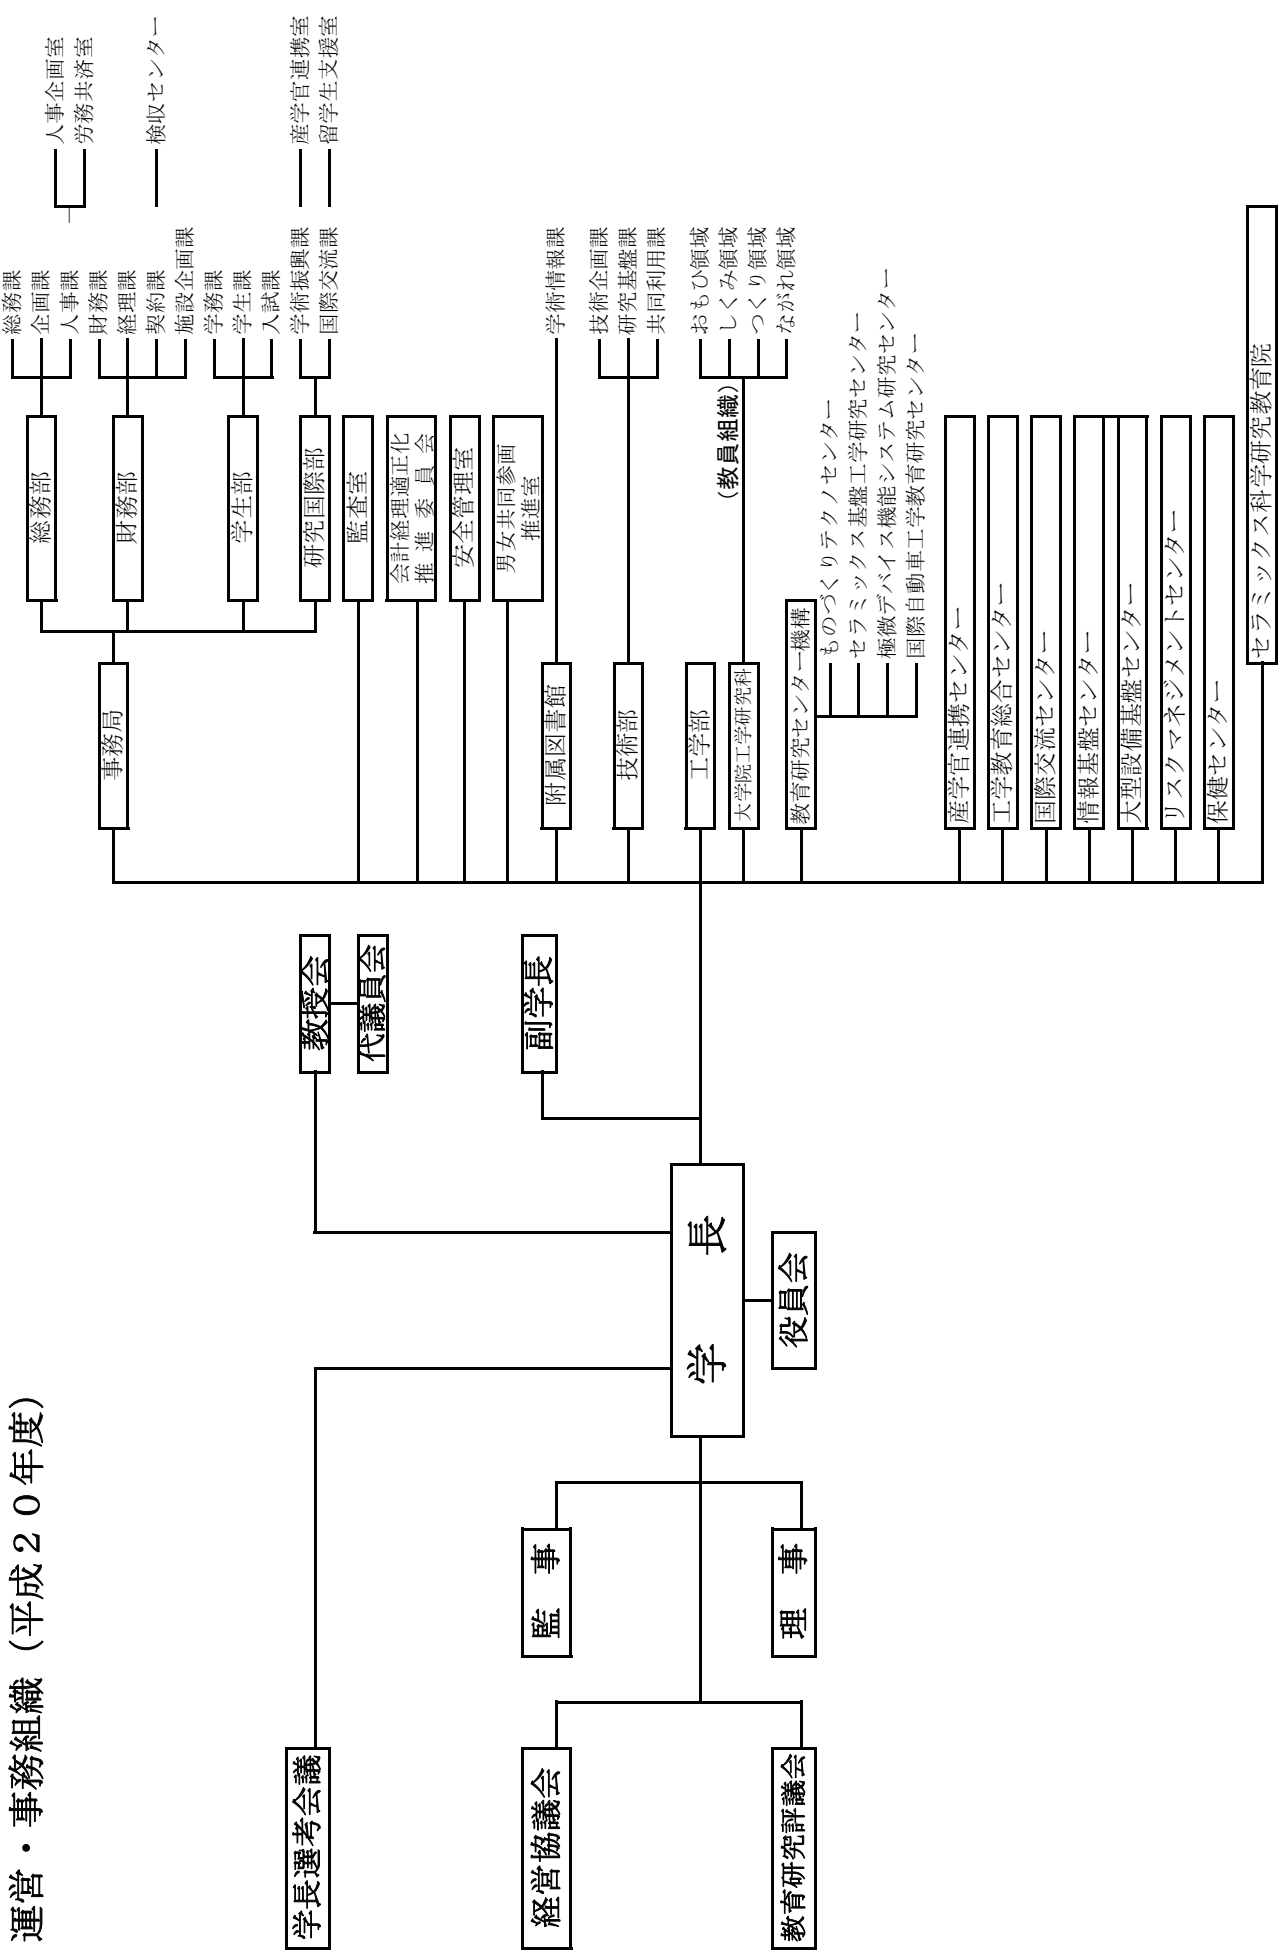 運営・事務組織（平成２０年度）
学長選考会議
経営協議会
教育研究評議会
監　事
理　事
学　長
役員会
教授会
代議員会
副学長
事務局
総務部
総務課
企画課
人事課
人事企画室
労務共済室
財務部
財務課
経理課
契約課
検収センター
施設企画課
学生部
学務課
学生課
入試課
研究国際部
学術振興課
産学官連携室
国際交流課
留学生支援室
監査室
会計経理適正化
推進委員会
安全管理室
男女共同参画
推進室
附属図書館
学術情報課
技術部
技術企画課
研究基盤課
共同利用課
工学部
大学院工学研究科
（教員組織）
おもひ領域
しくみ領域
つくり領域
ながれ領域
教育研究センター機構
ものづくりテクノセンター
セラミックス基盤工学研究センター
極微デバイス機能システム研究センター
国際自動車工学教育研究センター
産学官連携センター
工学教育総合センター
国際交流センター
情報基盤センター
大型設備基盤センター
リスクマネジメントセンター
保健センター
セラミックス科学研究教育院